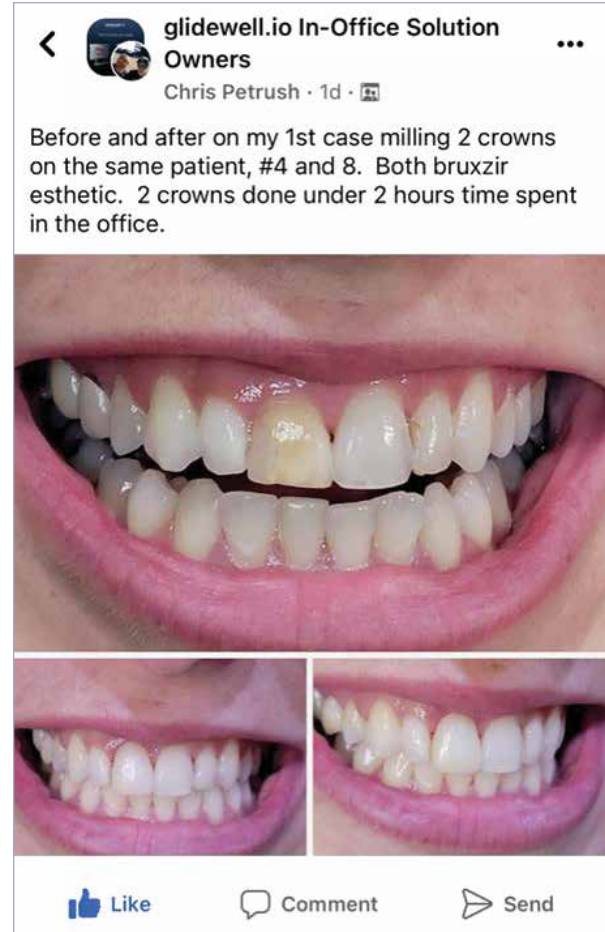 glidewell.io In-Office Solution
Owners
Chris Petrush · 1d ·
Before and after on my 1st case milling 2 crowns
on the same patient, #4 and 8.  Both bruxzir
esthetic.  2 crowns done under 2 hours time spent
in the office.
Like
Comment
Send